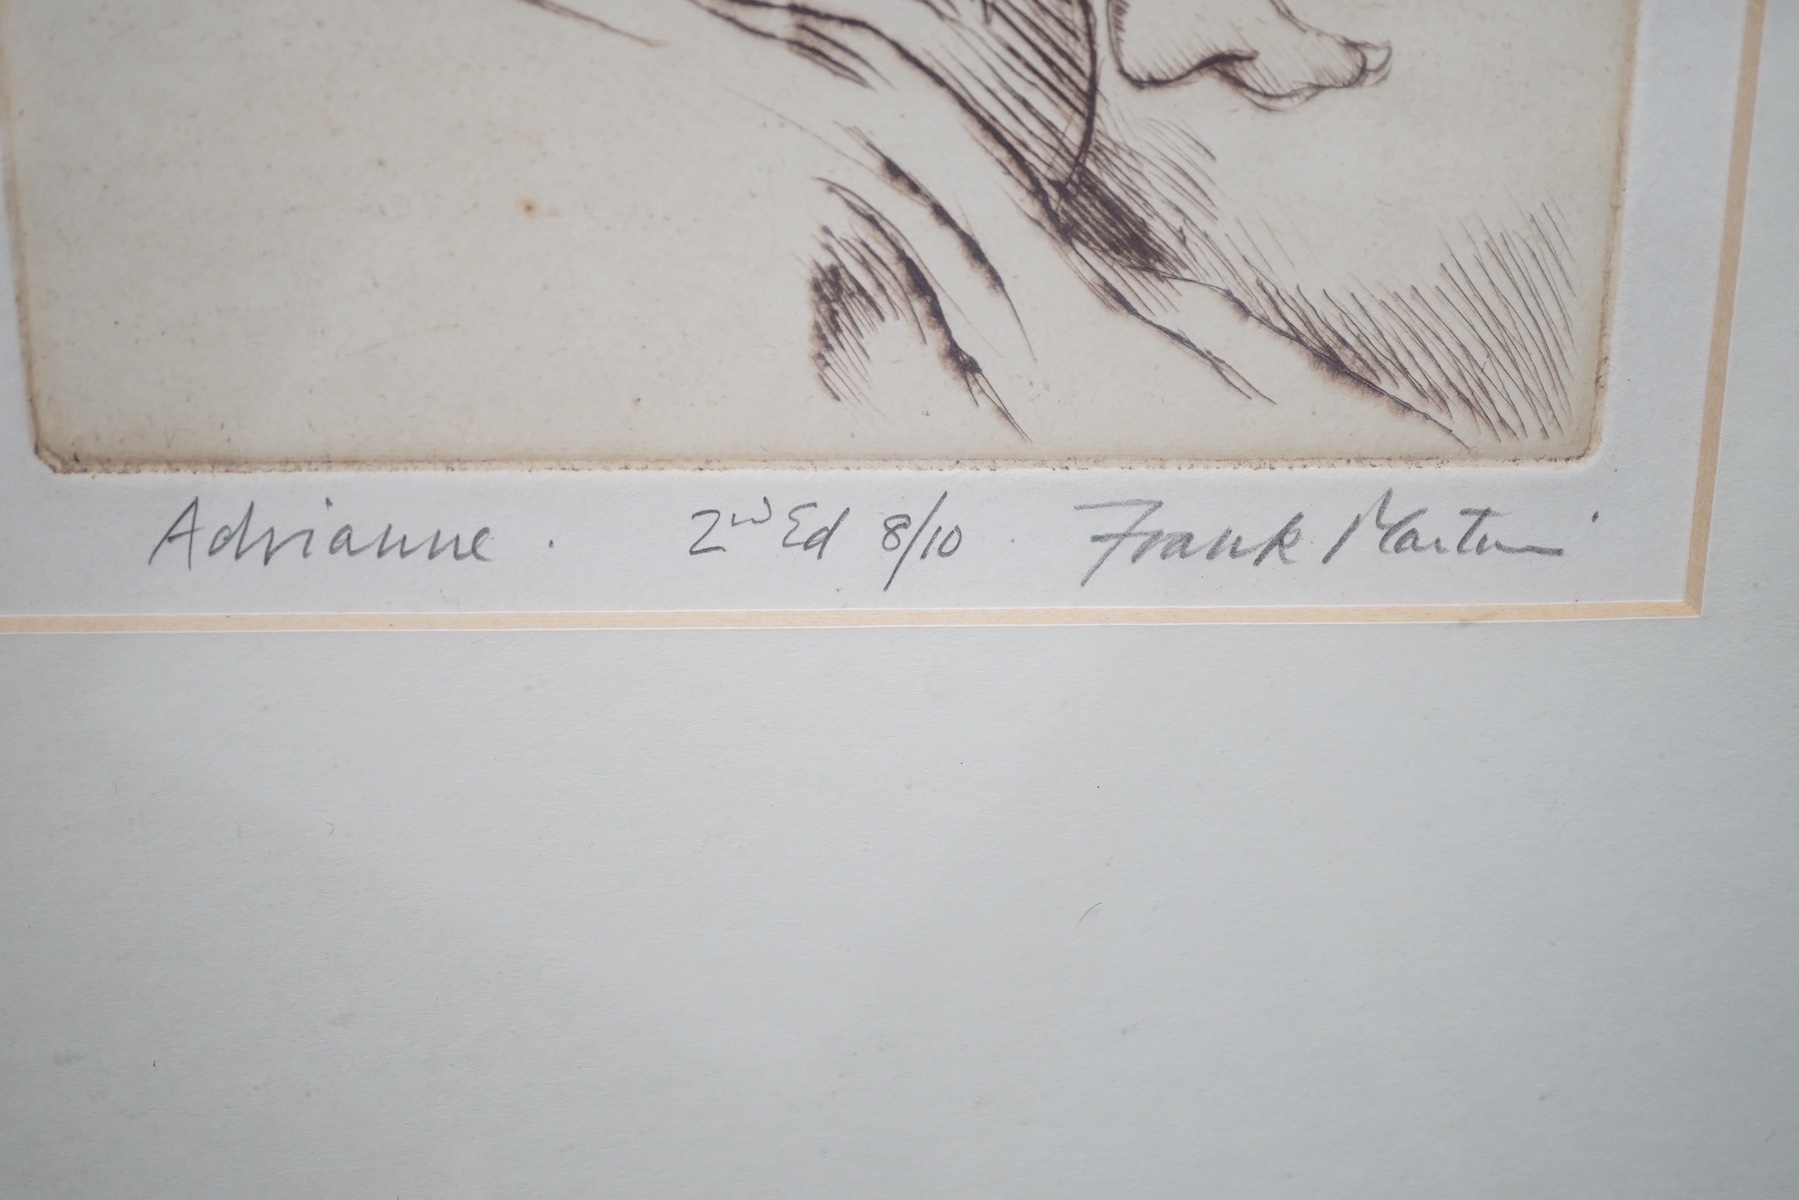 Adrianne . 2nd Ed 8/10 . Frank Martin